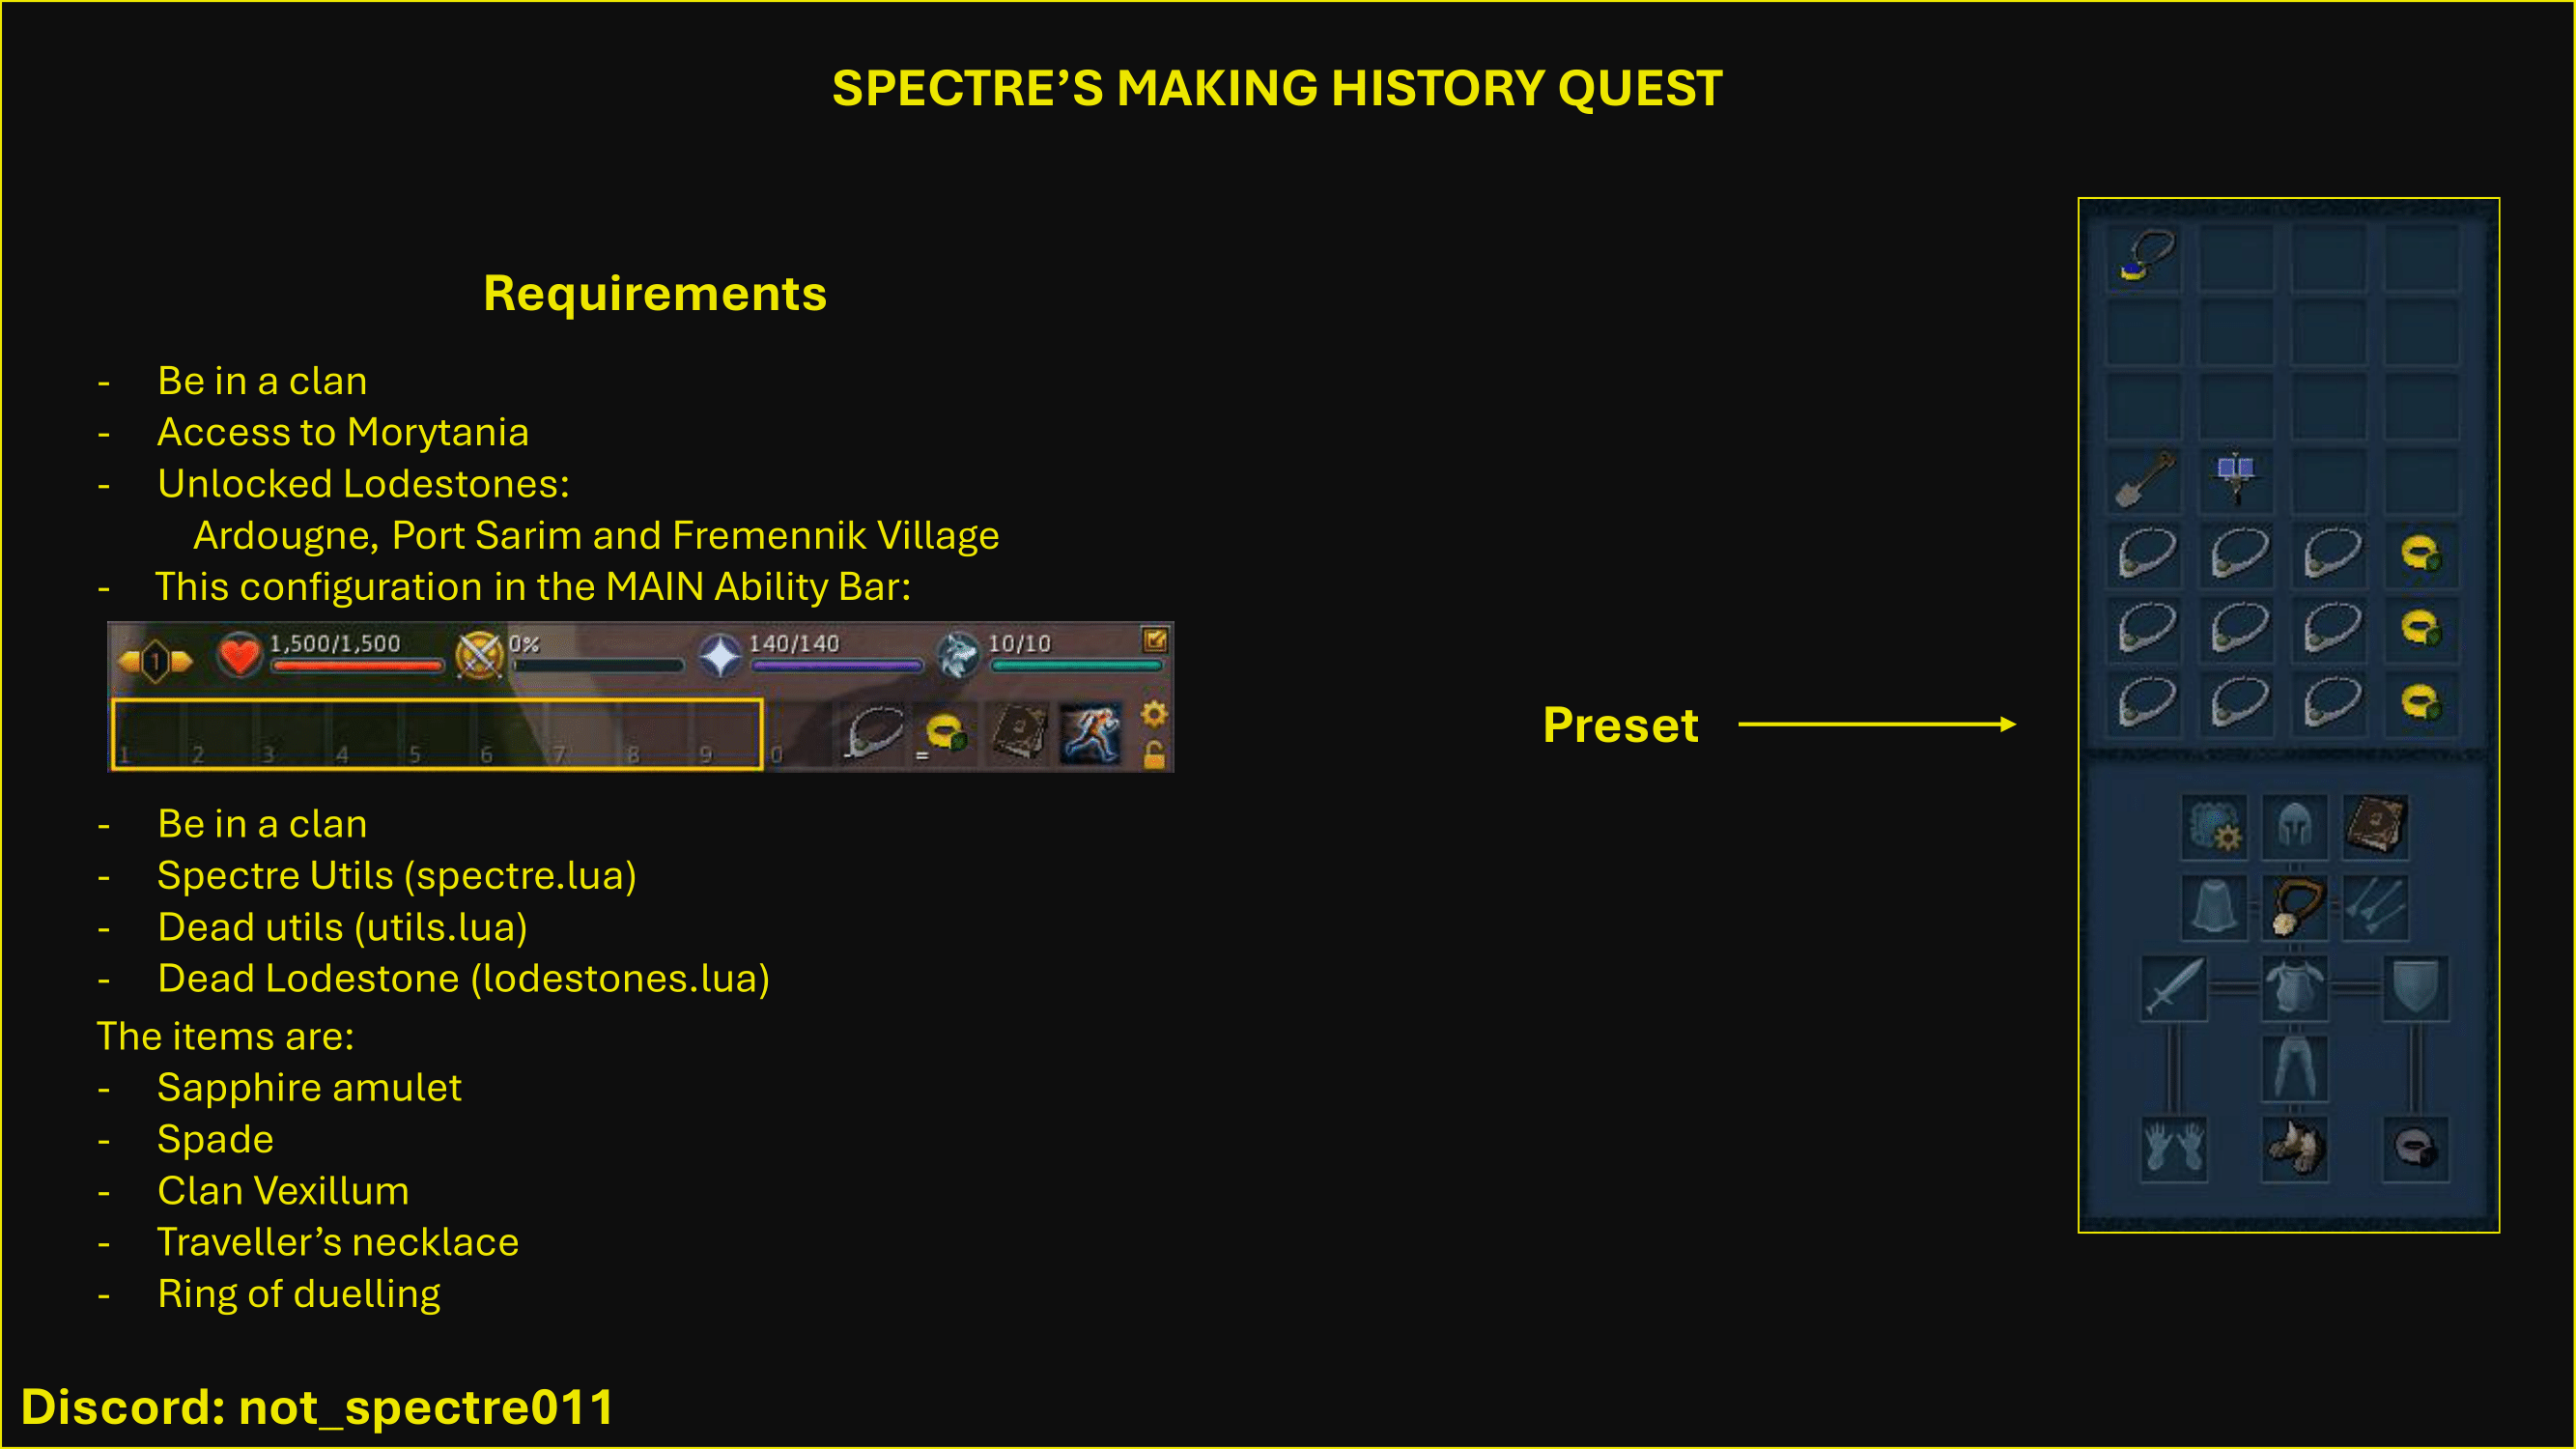 SPECTRE’S MAKING HISTORY QUEST
Requirements
- Be in a clan
- Access to Morytania
- Unlocked Lodestones:
Ardougne, Port Sarim and Fremennik Village
- This configuration in the MAIN Ability Bar:
1 1,500/1,500 0% 140/140 10/10
1 2 3 4 5 6 7 8 9 0 - =
- Be in a clan
- Spectre Utils (spectre.lua)
- Dead utils (utils.lua)
- Dead Lodestone (lodestones.lua)
The items are:
- Sapphire amulet
- Spade
- Clan Vexillum
- Traveller’s necklace
- Ring of duelling
Preset
Discord: not_spectre011